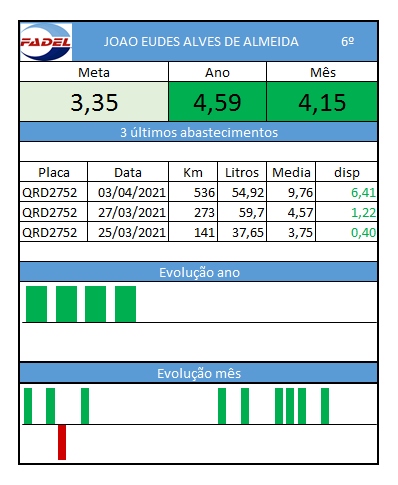 FADEL JOAO EUDES ALVES DE ALMEIDA 6º
Meta Ano Mês
3,35 4,59 4,15
3 últimos abastecimentos
Placa Data Km Litros Media disp
QRD2752 03/04/2021 536 54,92 9,76 6,41
QRD2752 27/03/2021 273 59,7 4,57 1,22
QRD2752 25/03/2021 141 37,65 3,75 0,40
Evolução ano
Evolução mês